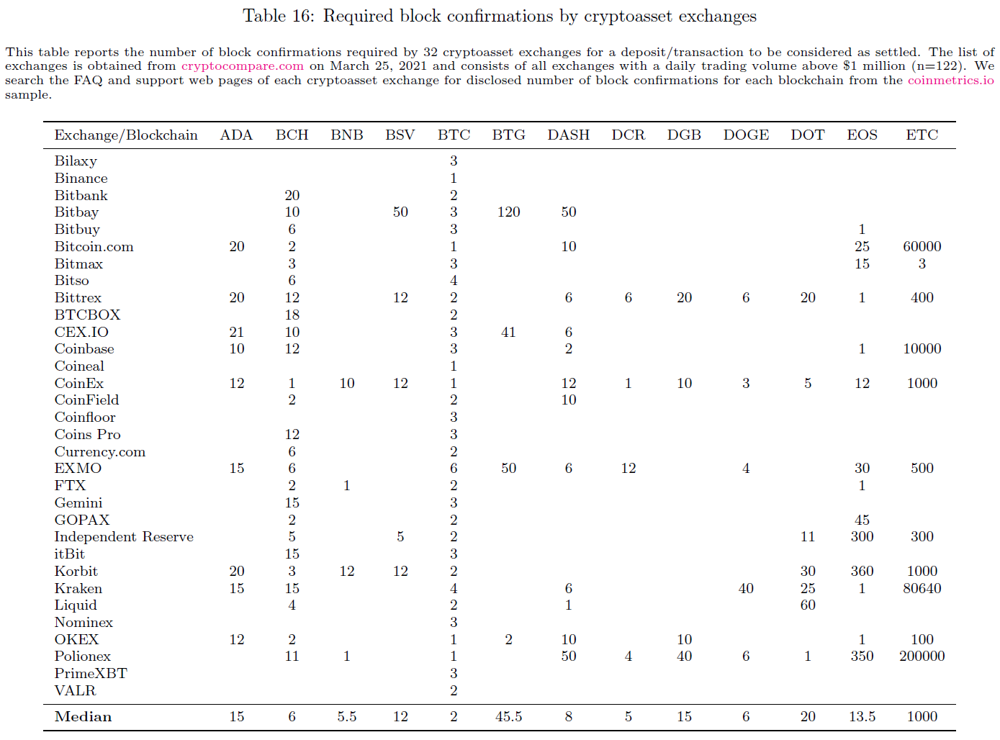 Table 16: Required block confirmations by cryptoasset exchanges
This table reports the number of block confirmations required by 32 cryptoasset exchanges for a deposit/transaction to be considered as settled. The list of
exchanges is obtained from cryptocompare.com on March 25, 2021 and consists of all exchanges with a daily trading volume above $1 million (n=122). We
search the FAQ and support web pages of each cryptoasset exchange for disclosed number of block confirmations for each blockchain from the coinmetrics.io
sample.
Exchange/Blockchain ADA BCH BNB BSV BTC BTG DASH DCR DGB DOGE DOT EOS ETC
Bilaxy 3
Binance 1
Bitbank 20 2
Bitbay 10 50 3 120 50
Bitbuy 6 3 1
Bitcoin.com 20 2 1 10 25 60000
Bitmax 3 3 15 3
Bitso 6 4
Bittrex 20 12 12 2 6 6 20 6 20 1 400
BTCBOX 18 2
CEX.IO 21 10 3 41 6
Coinbase 10 12 3 2 1 10000
Coineal 1
CoinEx 12 1 10 12 1 12 1 10 3 5 12 1000
CoinField 2 2 10
Coinfloor 3
Coins Pro 12 3
Currency.com 6 2
EXMO 15 6 6 50 6 12 4 30 500
FTX 2 1 2 1
Gemini 15 3
GOPAX 2 2 45
Independent Reserve 5 5 2 11 300 300
itBit 15 3
Korbit 20 3 12 12 2 30 360 1000
Kraken 15 15 4 6 40 25 1 80640
Liquid 4 2 1 60
Nominex 3
OKEX 12 2 1 2 10 10 1 100
Polionex 11 1 1 50 4 40 6 1 350 200000
PrimeXBT 3
VALR 2
Median 15 6 5.5 12 2 45.5 8 5 15 6 20 13.5 1000